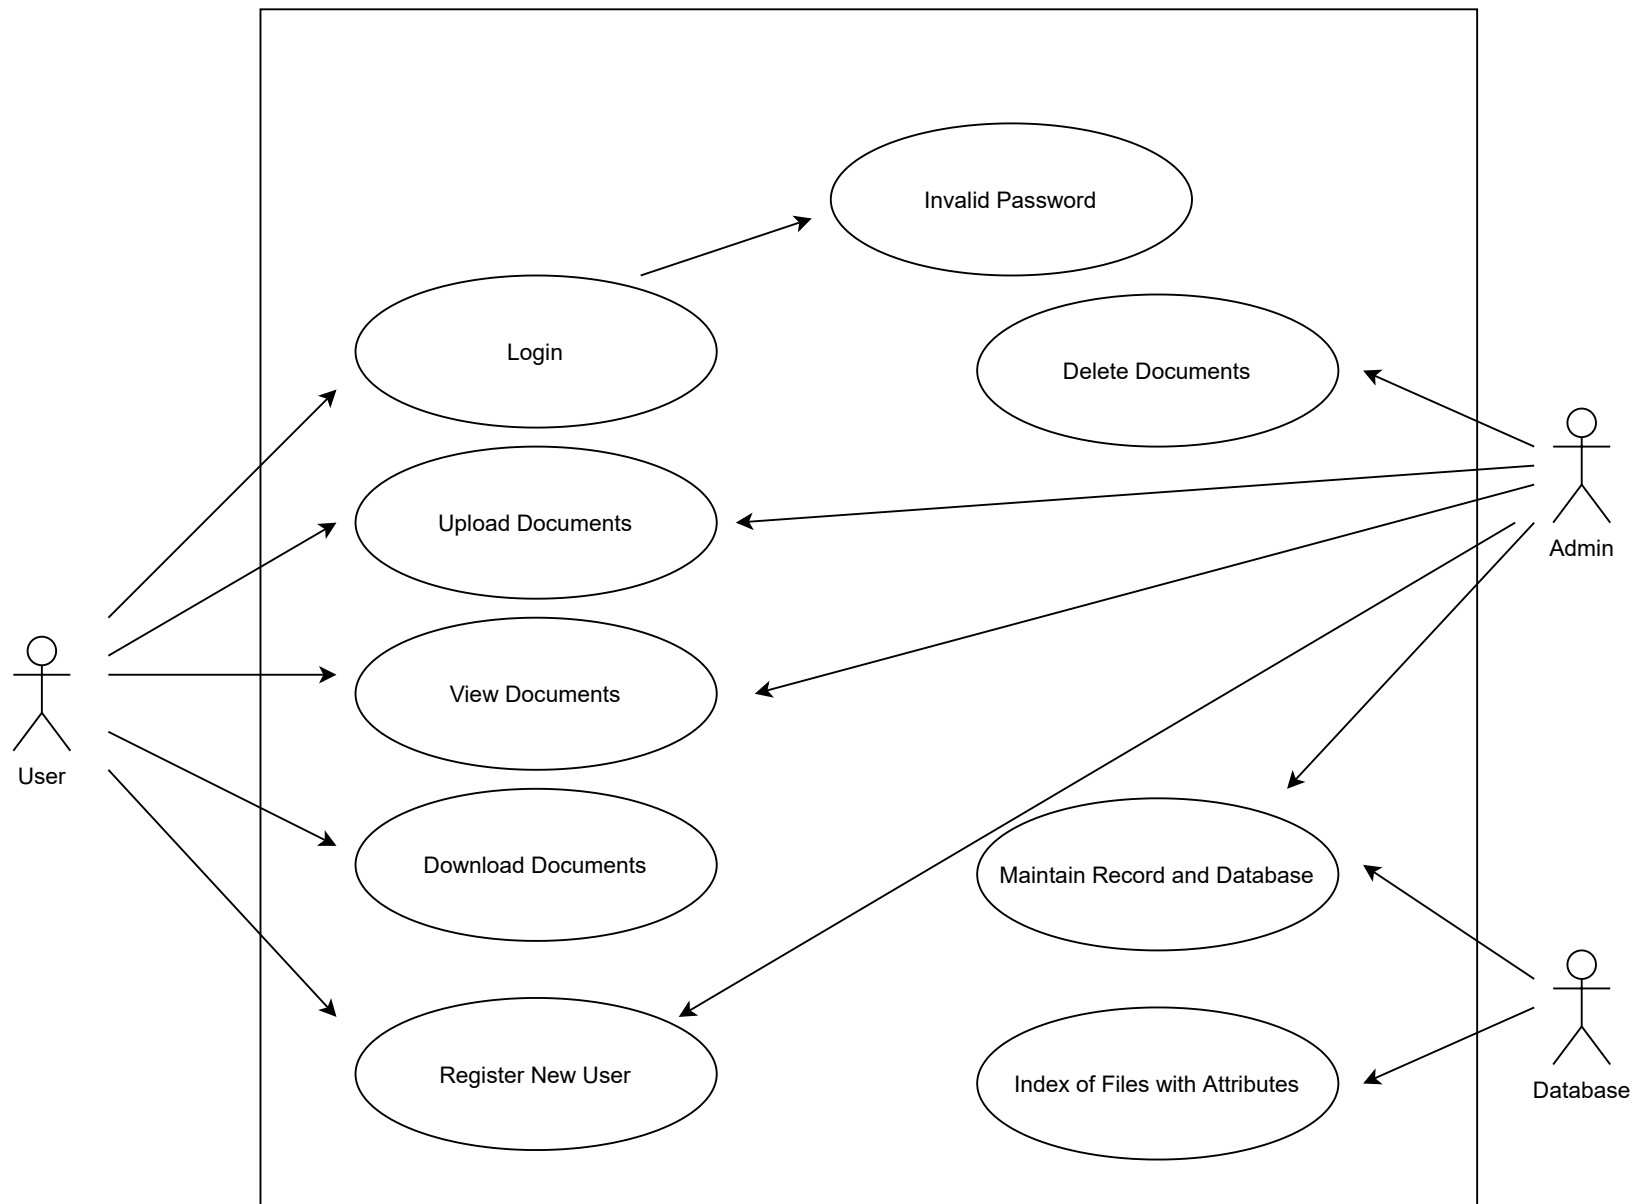 Invalid Password
Login
Delete Documents
Upload Documents
Admin
View Documents
User
Download Documents
Maintain Record and Database
Register New User
Index of Files with Attributes
Database